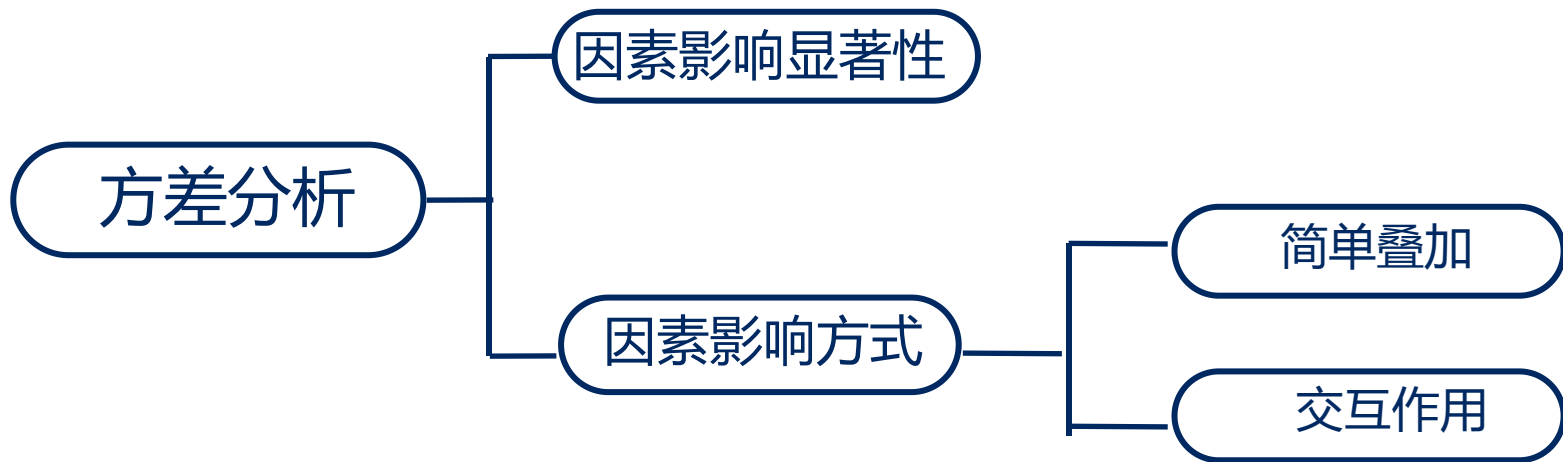 因素影响显著性
方差分析
简单叠加
因素影响方式
交互作用